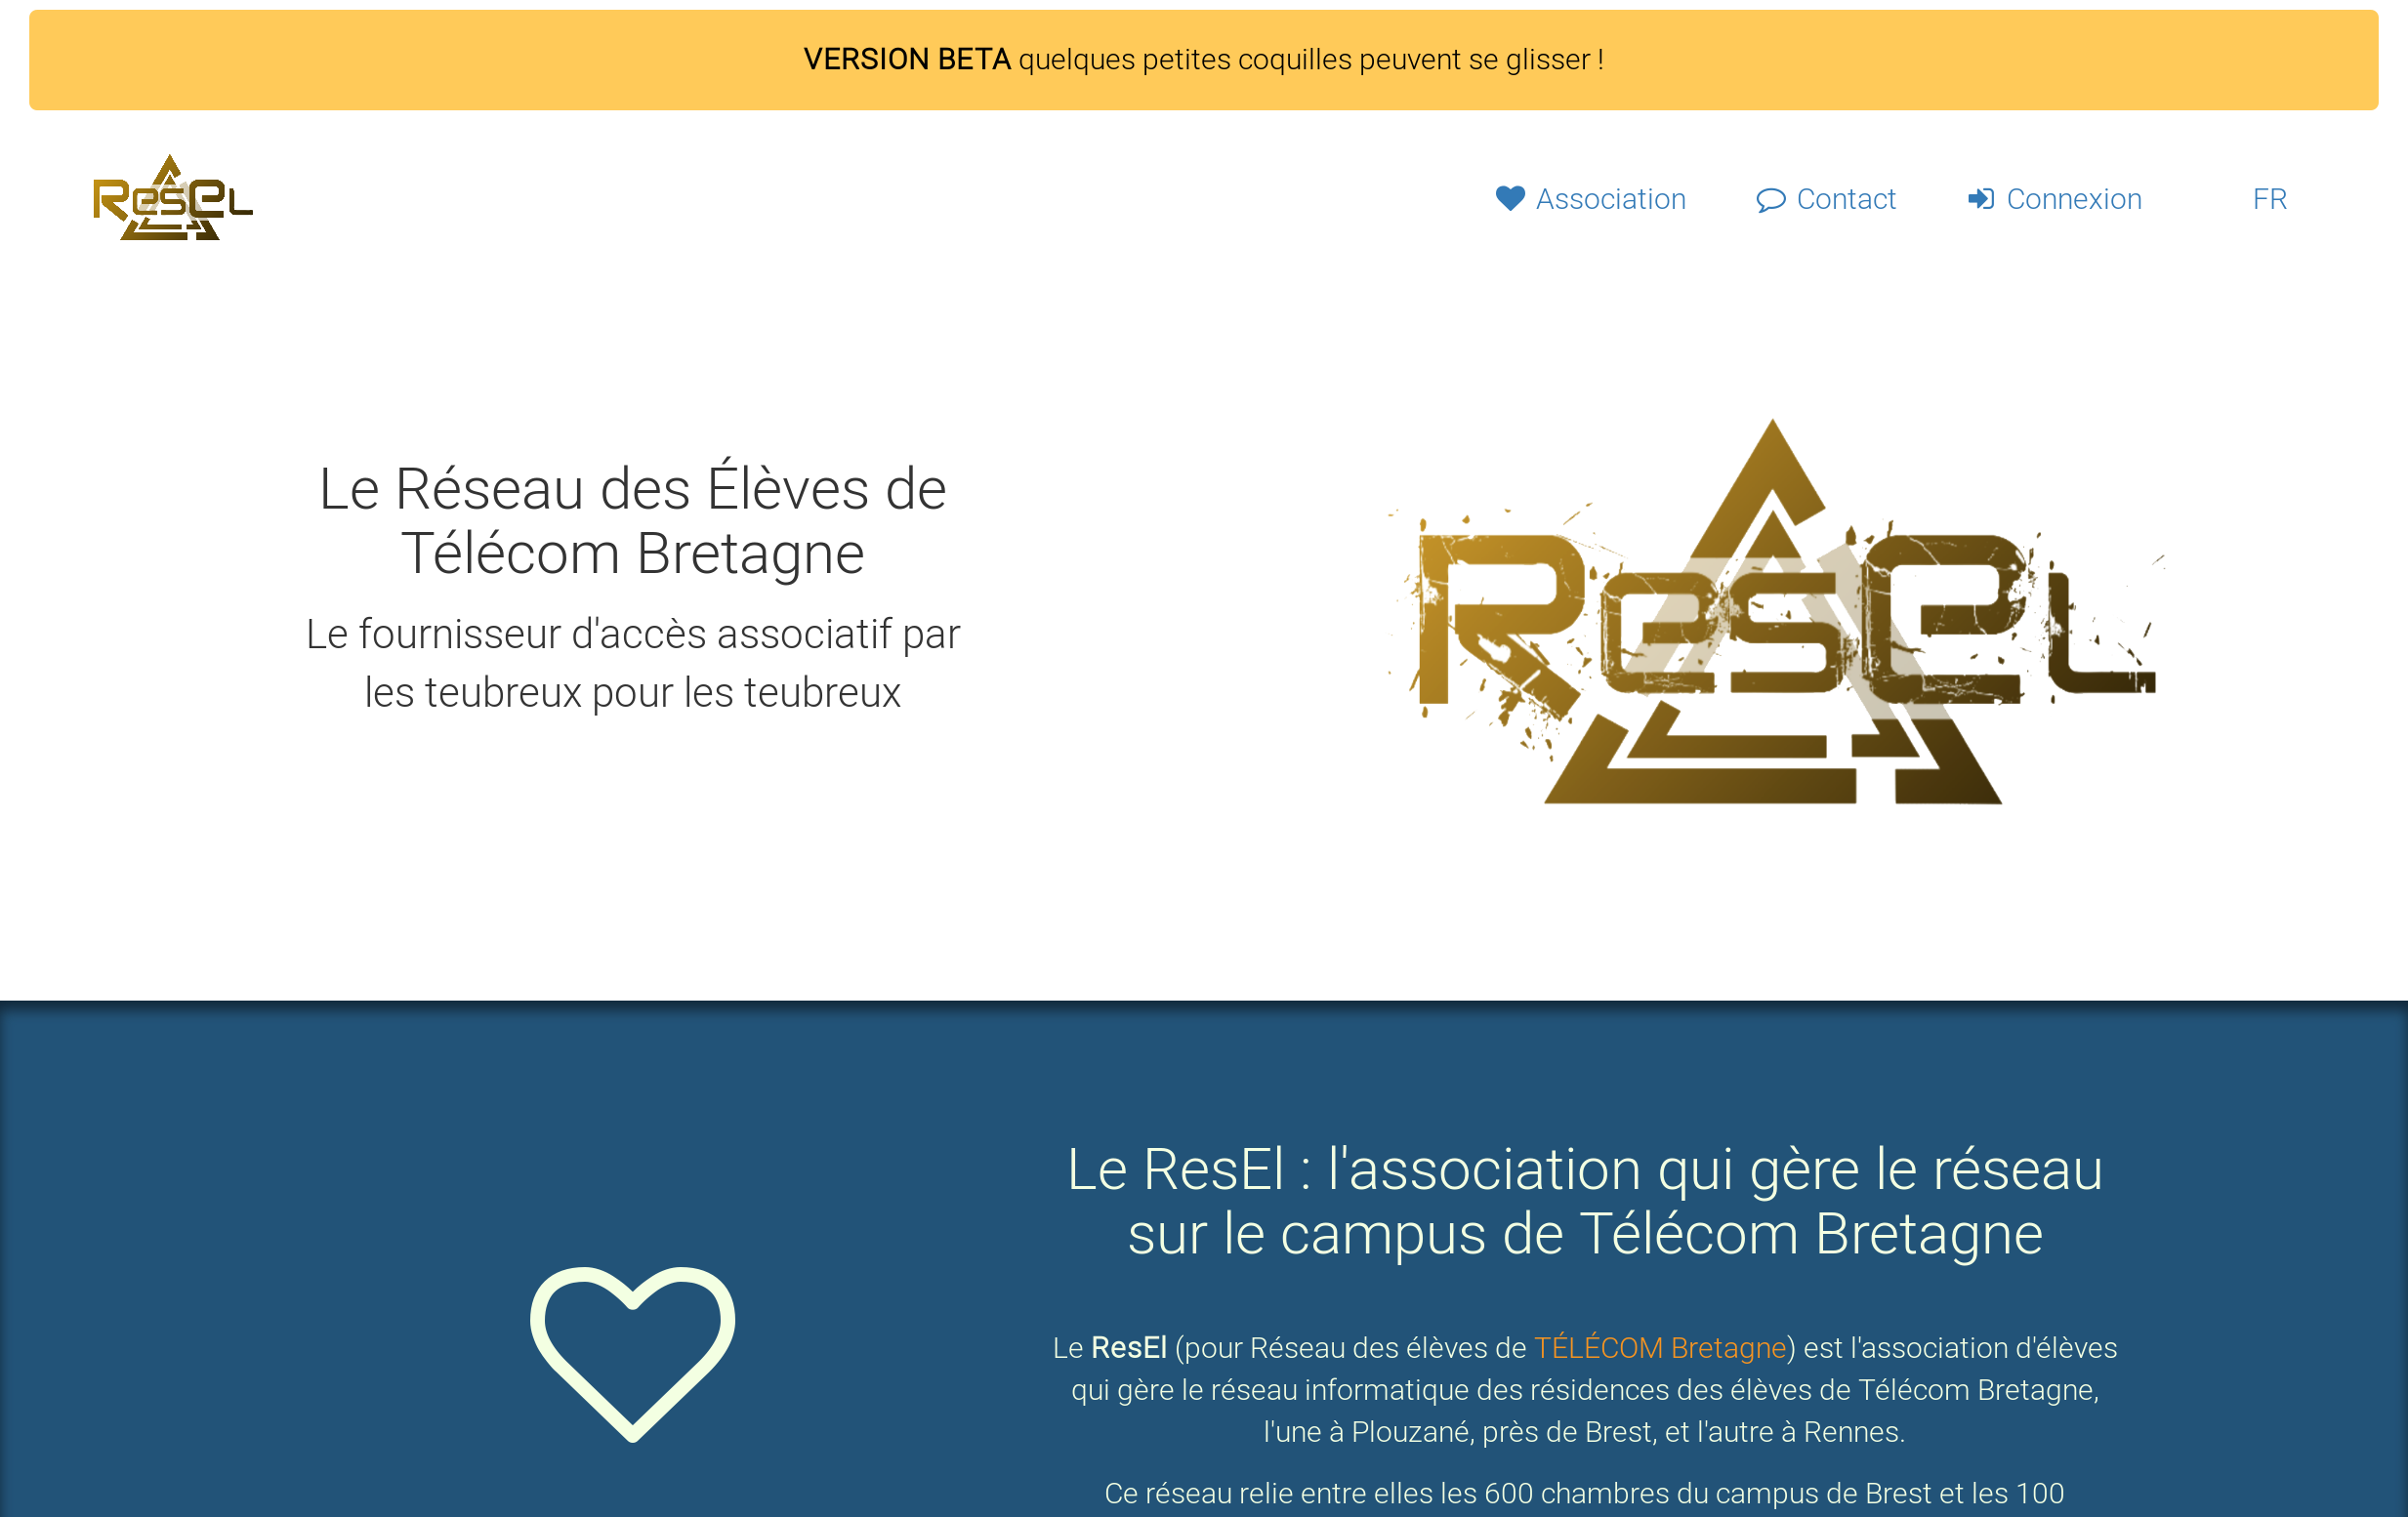 VERSION BETA quelques petites coquilles peuvent se glisser !
ResEl
Association
Contact
Connexion
FR
Le Réseau des Élèves de
Télécom Bretagne
Le fournisseur d'accès associatif par
les teubreux pour les teubreux
ResEl
Le ResEl : l'association qui gère le réseau
sur le campus de Télécom Bretagne
Le ResEl (pour Réseau des élèves de TÉLÉCOM Bretagne) est l'association d'élèves
qui gère le réseau informatique des résidences des élèves de Télécom Bretagne,
l'une à Plouzané, près de Brest, et l'autre à Rennes.
Ce réseau relie entre elles les 600 chambres du campus de Brest et les 100